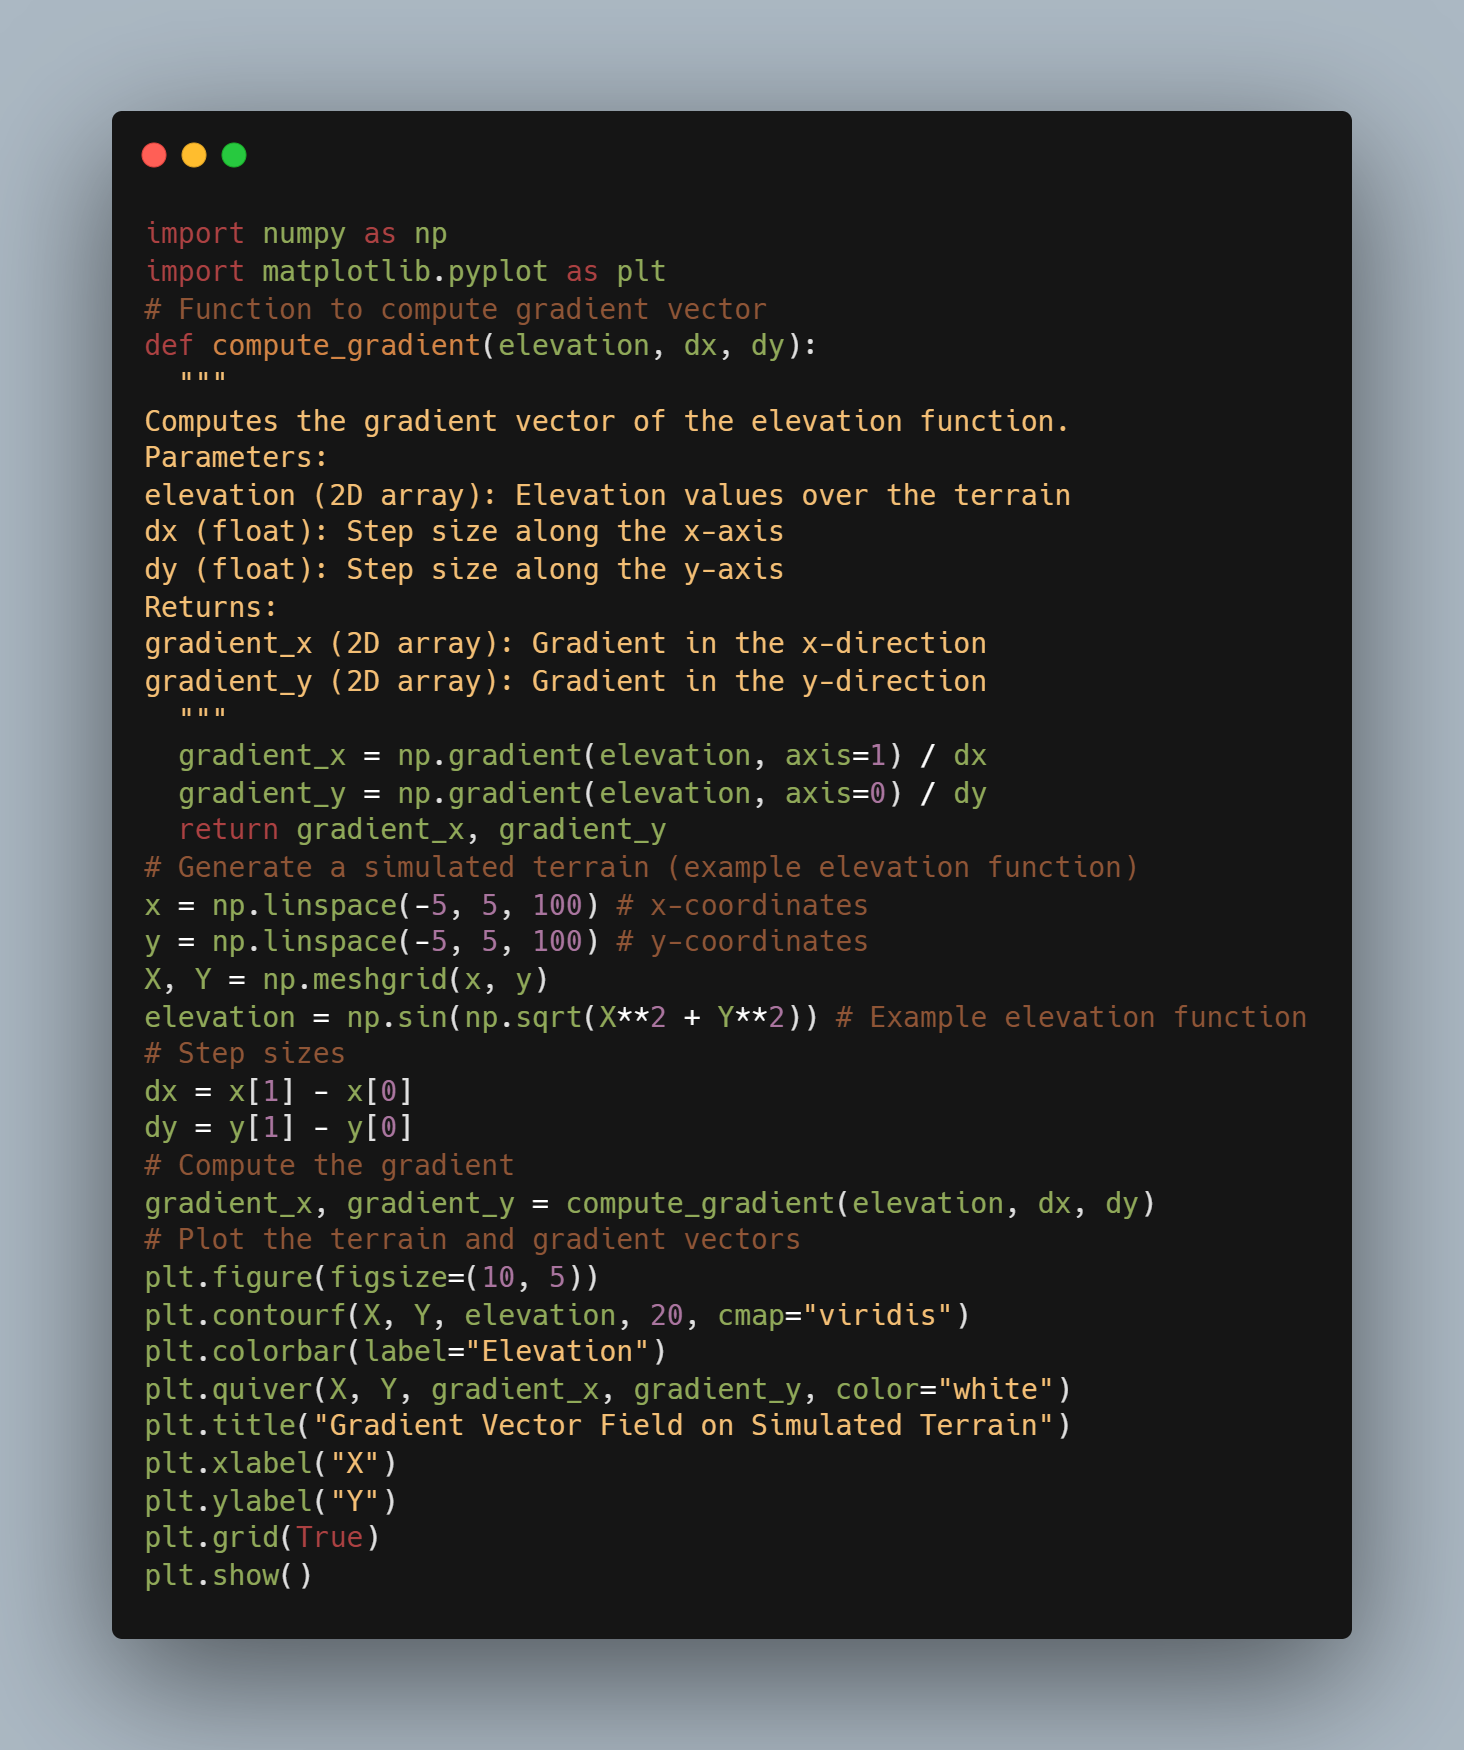 import numpy as np
import matplotlib.pyplot as plt
# Function to compute gradient vector
def compute_gradient(elevation, dx, dy):
  """
Computes the gradient vector of the elevation function.
Parameters:
elevation (2D array): Elevation values over the terrain
dx (float): Step size along the x-axis
dy (float): Step size along the y-axis
Returns:
gradient_x (2D array): Gradient in the x-direction
gradient_y (2D array): Gradient in the y-direction
  """
  gradient_x = np.gradient(elevation, axis=1) / dx
  gradient_y = np.gradient(elevation, axis=0) / dy
  return gradient_x, gradient_y
# Generate a simulated terrain (example elevation function)
x = np.linspace(-5, 5, 100) # x-coordinates
y = np.linspace(-5, 5, 100) # y-coordinates
X, Y = np.meshgrid(x, y)
elevation = np.sin(np.sqrt(X**2 + Y**2)) # Example elevation function
# Step sizes
dx = x[1] - x[0]
dy = y[1] - y[0]
# Compute the gradient
gradient_x, gradient_y = compute_gradient(elevation, dx, dy)
# Plot the terrain and gradient vectors
plt.figure(figsize=(10, 5))
plt.contourf(X, Y, elevation, 20, cmap="viridis")
plt.colorbar(label="Elevation")
plt.quiver(X, Y, gradient_x, gradient_y, color="white")
plt.title("Gradient Vector Field on Simulated Terrain")
plt.xlabel("X")
plt.ylabel("Y")
plt.grid(True)
plt.show()